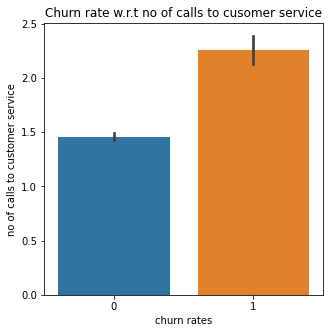 Churn rate w.r.t no of calls to cusomer service
no of calls to customer service
2.5
2.0
1.5
1.0
0.5
0.0
0
1
churn rates